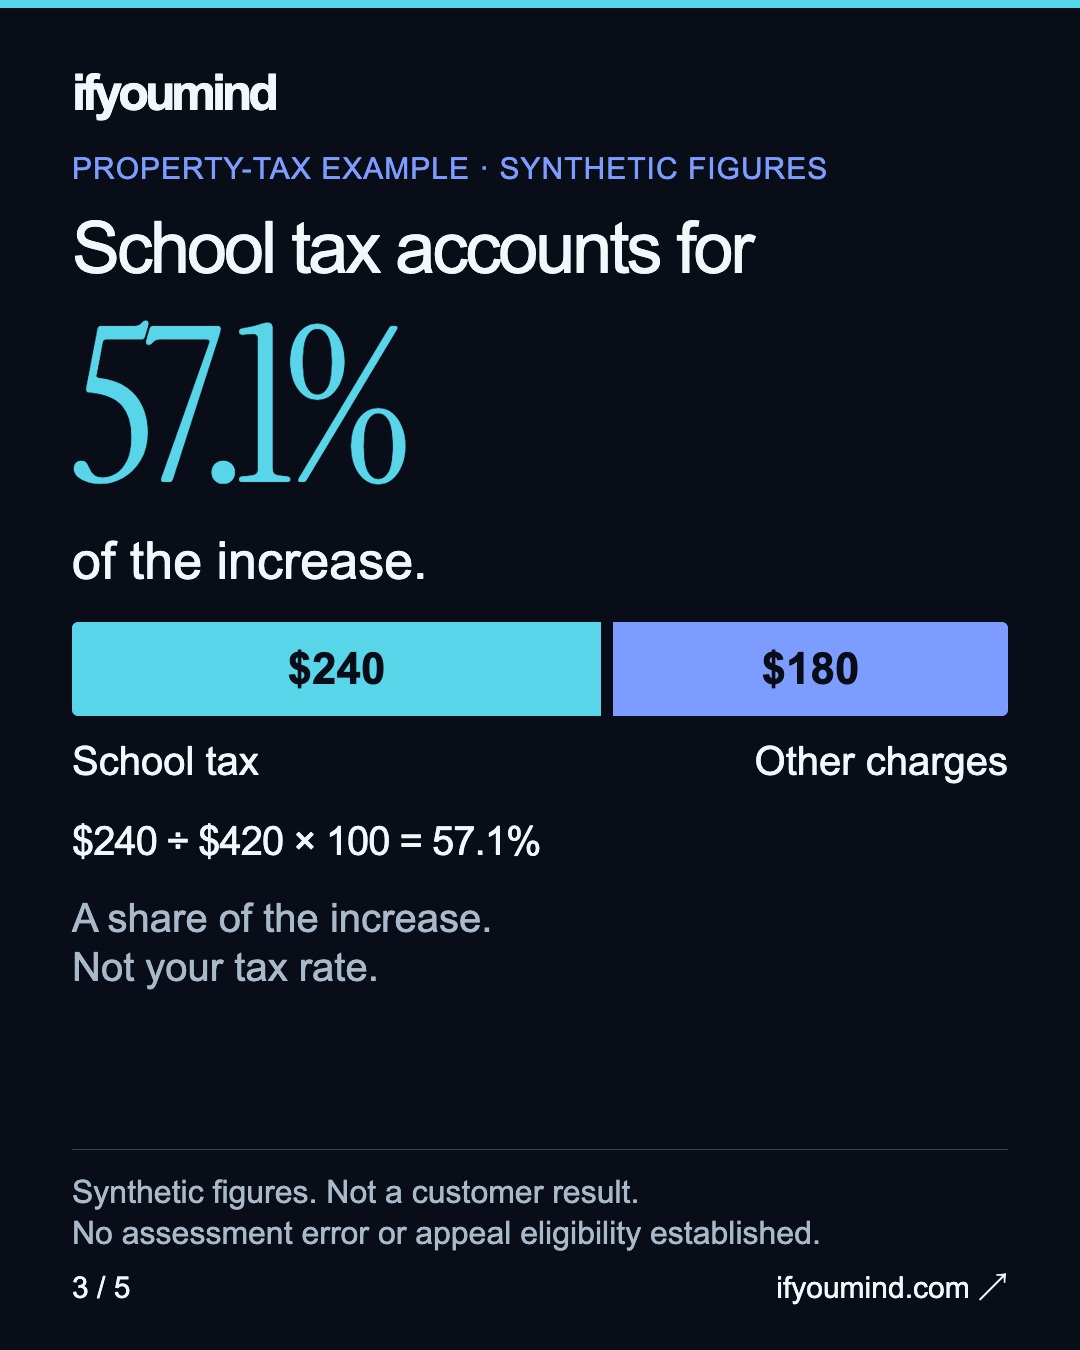 ifyoumind
PROPERTY-TAX EXAMPLE · SYNTHETIC FIGURES
School tax accounts for
57.1%
of the increase.
$240
$180
School tax
Other charges
$240 ÷ $420 × 100 = 57.1%
A share of the increase.
Not your tax rate.
Synthetic figures. Not a customer result.
No assessment error or appeal eligibility established.
3 / 5
ifyoumind.com ↗